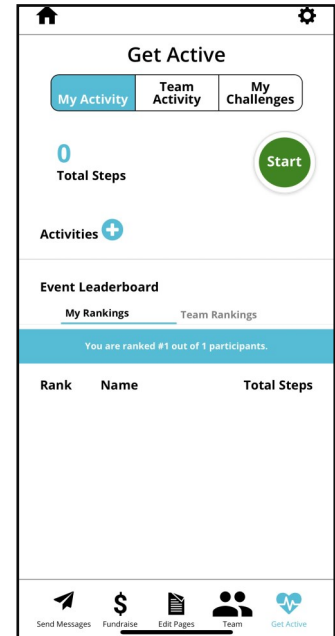 Get Active
My Activity
Team Activity
My Challenges
0
Total Steps
Start
Activities
Event Leaderboard
My Rankings Team Rankings
You are ranked #1 out of 1 participants.
Rank Name Total Steps
Send Messages Fundraise Edit Pages Team Get Active